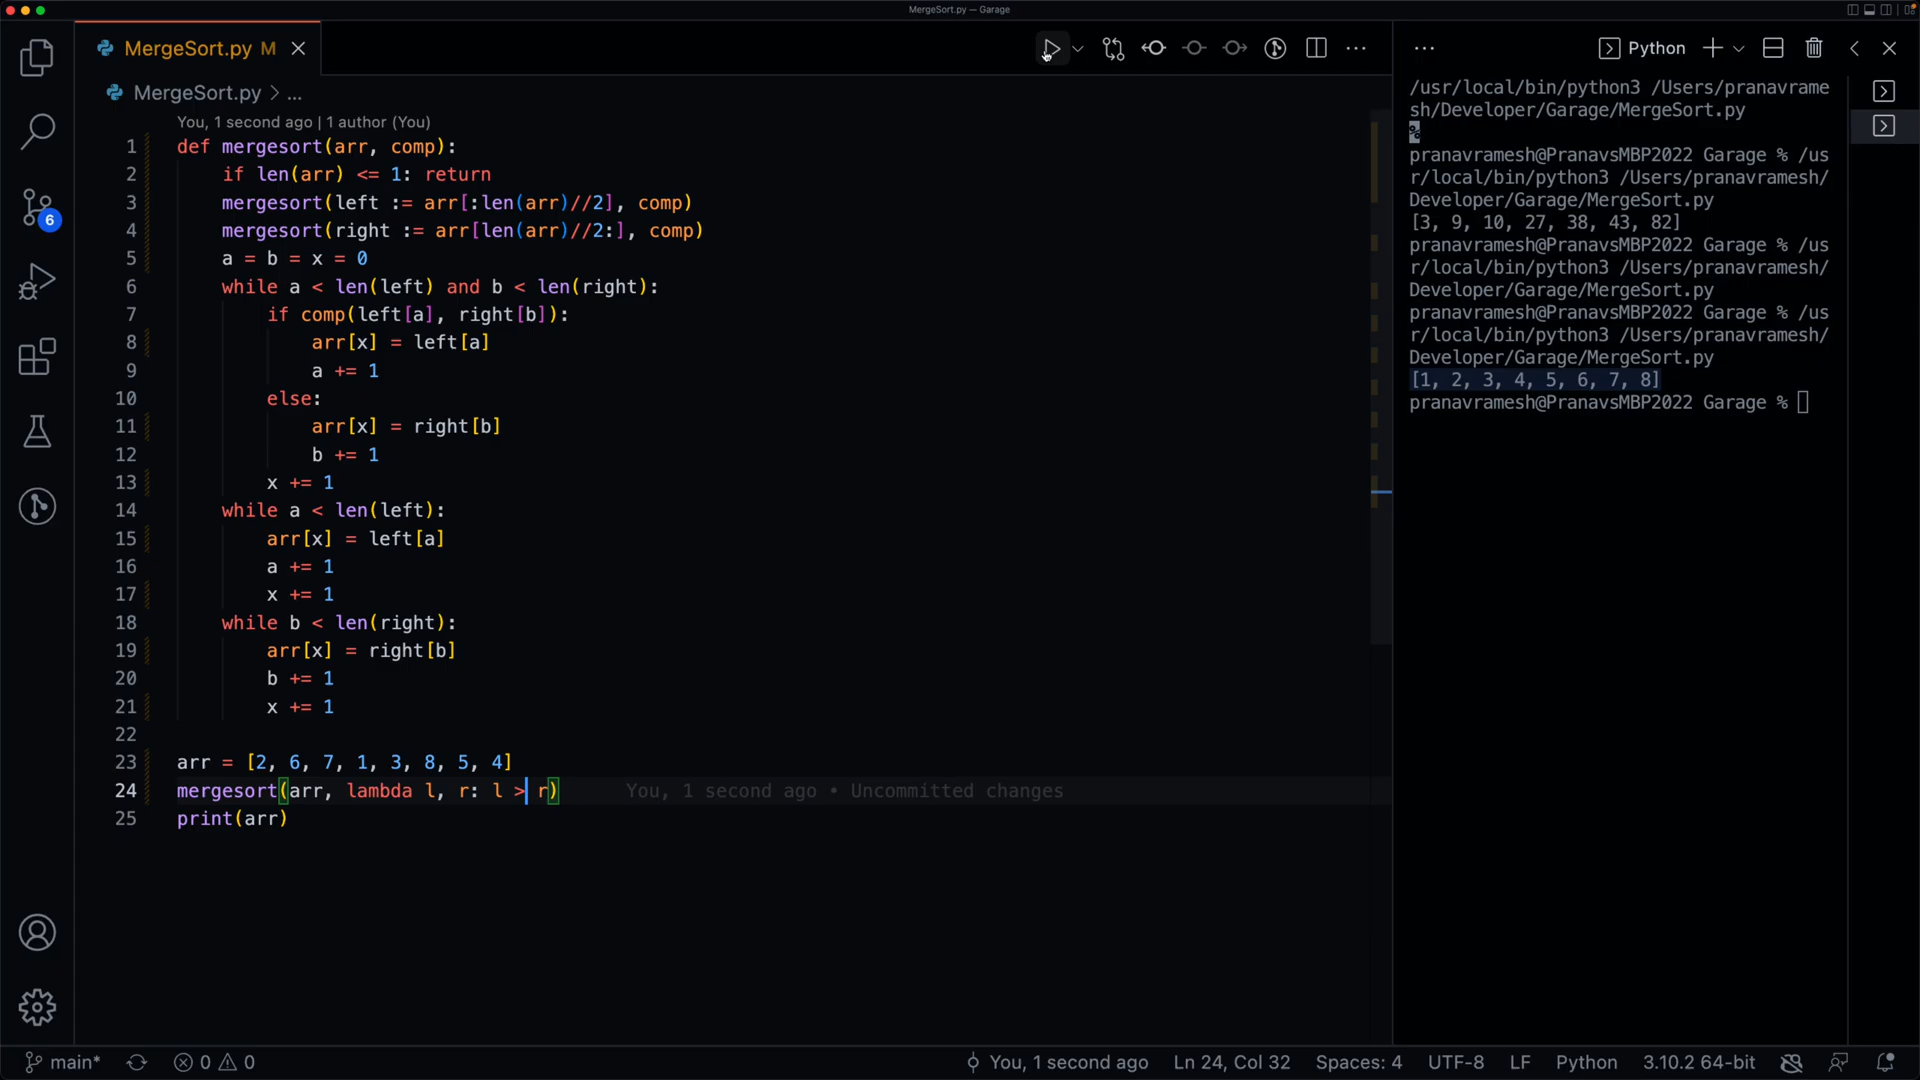 MergeSort.py — Garage
MergeSort.py M
Python
MergeSort.py > ...
You, 1 second ago | 1 author (You)
1 def mergesort(arr, comp):
2 if len(arr) <= 1: return
3 mergesort(left := arr[:len(arr)//2], comp)
4 mergesort(right := arr[len(arr)//2:], comp)
5 a = b = x = 0
6 while a < len(left) and b < len(right):
7 if comp(left[a], right[b]):
8 arr[x] = left[a]
9 a += 1
10 else:
11 arr[x] = right[b]
12 b += 1
13 x += 1
14 while a < len(left):
15 arr[x] = left[a]
16 a += 1
17 x += 1
18 while b < len(right):
19 arr[x] = right[b]
20 b += 1
21 x += 1
22
23 arr = [2, 6, 7, 1, 3, 8, 5, 4]
24 mergesort(arr, lambda l, r: l > r) You, 1 second ago • Uncommitted changes
25 print(arr)
/usr/local/bin/python3 /Users/pranavrame
sh/Developer/Garage/MergeSort.py
%
pranavramesh@PranavsMBP2022 Garage % /us
r/local/bin/python3 /Users/pranavramesh/
Developer/Garage/MergeSort.py
[3, 9, 10, 27, 38, 43, 82]
pranavramesh@PranavsMBP2022 Garage % /us
r/local/bin/python3 /Users/pranavramesh/
Developer/Garage/MergeSort.py
pranavramesh@PranavsMBP2022 Garage % /us
r/local/bin/python3 /Users/pranavramesh/
Developer/Garage/MergeSort.py
[1, 2, 3, 4, 5, 6, 7, 8]
pranavramesh@PranavsMBP2022 Garage %
6
main* 0 0 You, 1 second ago Ln 24, Col 32 Spaces: 4 UTF-8 LF Python 3.10.2 64-bit